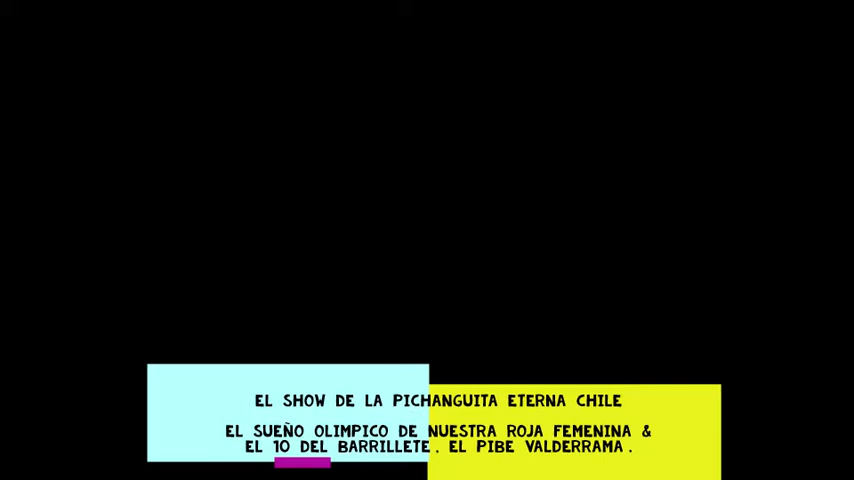 EL SHOW DE LA PICHANGUITA ETERNA CHILE
EL SUEÑO OLIMPICO DE NUESTRA ROJA FEMENINA &
EL 10 DEL BARRILLETE. EL PIBE VALDERRAMA.